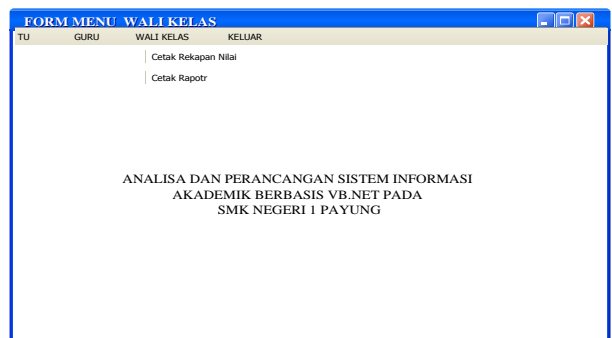 FORM MENU WALI KELAS
TU GURU WALI KELAS KELUAR
Cetak Rekapan Nilai
Cetak Rapotr
ANALISA DAN PERANCANGAN SISTEM INFORMASI
AKADEMIK BERBASIS VB.NET PADA
SMK NEGERI 1 PAYUNG